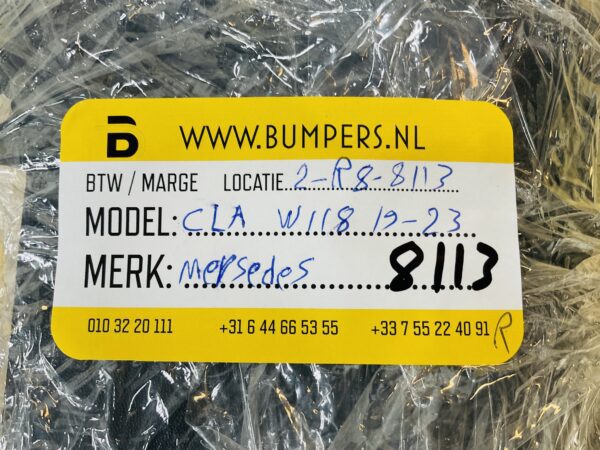 B WWW.BUMPERS.NL
BTW / MARGE LOCATIE 2-R8-8113
MODEL: CLA W118 19-23
MERK: Mersedes 8113
010 32 20 111 +31 6 44 66 53 55 +33 7 55 22 40 91 R